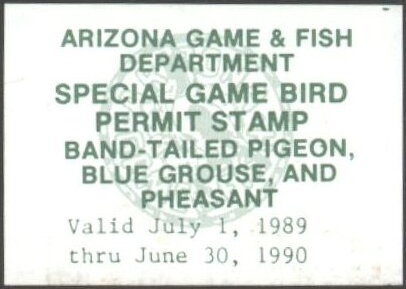 ARIZONA GAME & FISH
DEPARTMENT
SPECIAL GAME BIRD
PERMIT STAMP
BAND-TAILED PIGEON,
BLUE GROUSE, AND
PHEASANT
Valid July 1, 1989
thru June 30, 1990